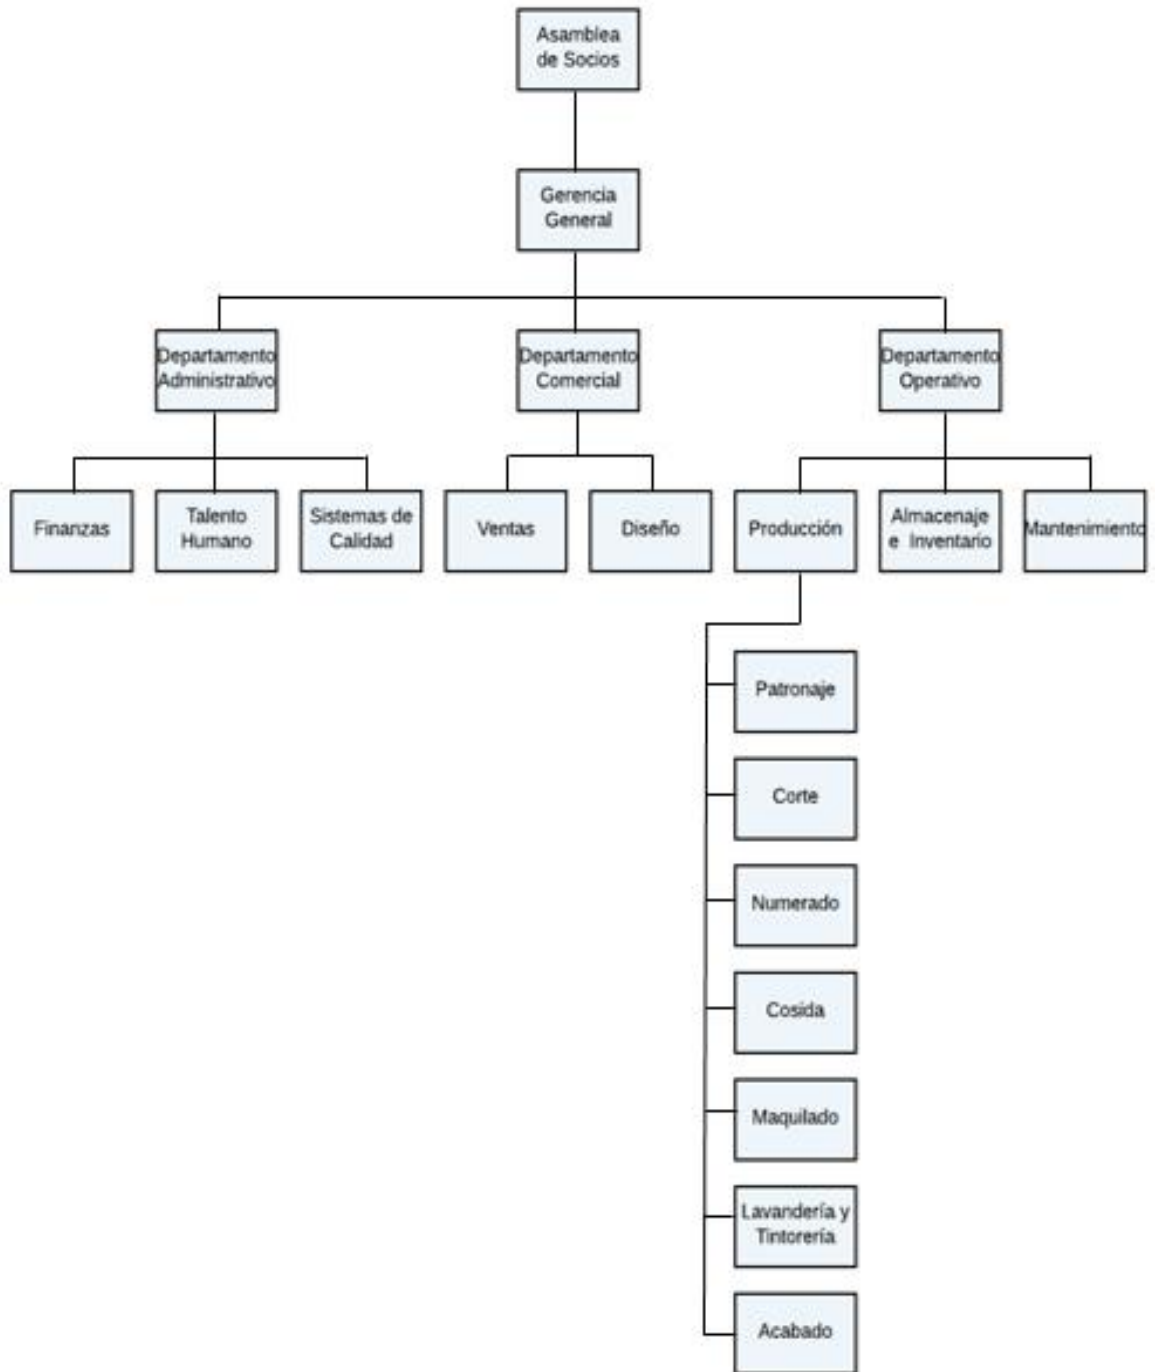 Asamblea
de Socios
Gerencia
General
Departamento
Administrativo
Departamento
Comercial
Departamento
Operativo
Finanzas
Talento
Humano
Sistemas de
Calidad
Ventas
Diseño
Producción
Almacenaje
e Inventario
Mantenimiento
Patronaje
Corte
Numerado
Cosida
Maquilado
Lavandería y
Tintorería
Acabado